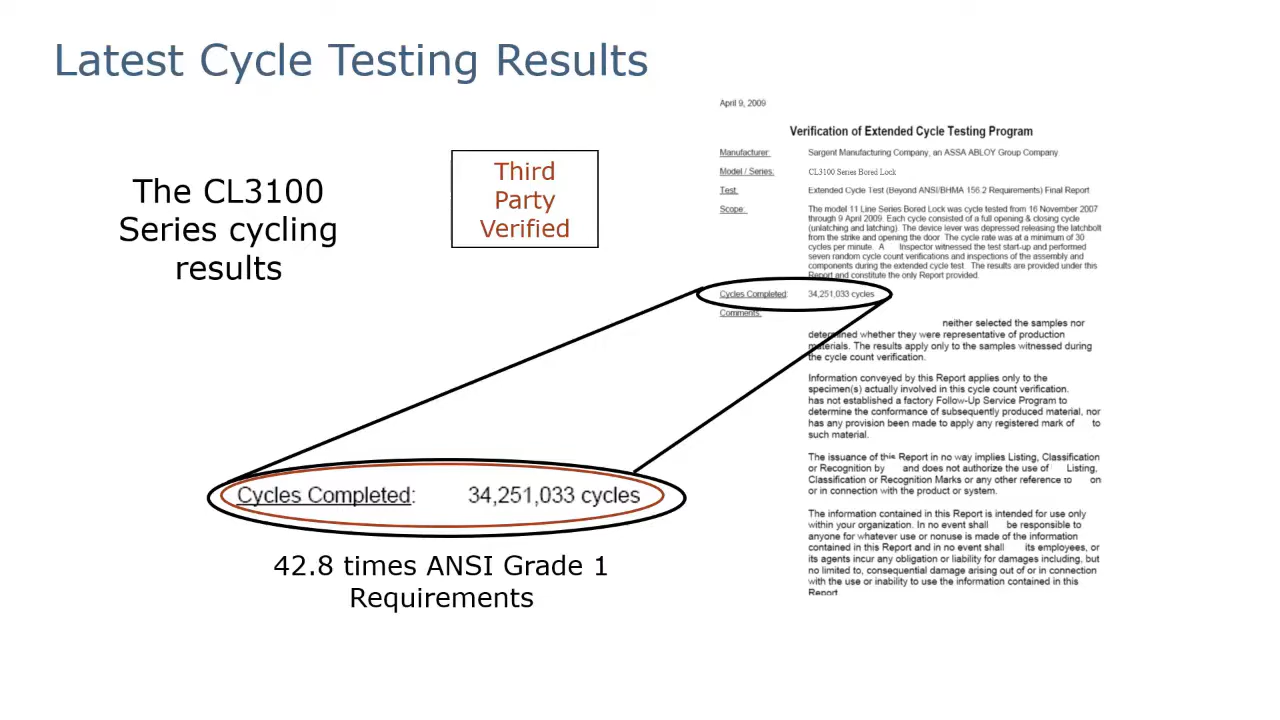 Latest Cycle Testing Results
The CL3100
Series cycling
results
Third
Party
Verified
April 9, 2009
Verification of Extended Cycle Testing Program
Manufacturer: Sargent Manufacturing Company, an ASSA ABLOY Group Company
Model / Series: CL3100 Series Bored Lock
Test: Extended Cycle Test (Beyond ANSI/BHMA 156.2 Requirements) Final Report
Scope: The model 11 Line Series Bored Lock was cycle tested from 16 November 2007
through 9 April 2009. Each cycle consisted of a full opening & closing cycle
(unlatching and latching). The device lever was depressed releasing the latchbolt
from the strike and opening the door. The cycle rate was at a minimum of 30
cycles per minute. A Inspector witnessed the test start-up and performed
seven random cycle count verifications and inspections of the assembly and
components during the extended cycle test. The results are provided under this
Report and constitute the only Report provided.
Cycles Completed: 34,251,033 cycles
Comments:
neither selected the samples nor
determined whether they were representative of production
materials. The results apply only to the samples witnessed during
the cycle count verification.
Information conveyed by this Report applies only to the
specimen(s) actually involved in this cycle count verification.
has not established a factory Follow-Up Service Program to
determine the conformance of subsequently produced material, nor
has any provision been made to apply any registered mark of to
such material.
The issuance of this Report in no way implies Listing, Classification
or Recognition by and does not authorize the use of Listing,
Classification or Recognition Marks or any other reference to on
or in connection with the product or system.
The information contained in this Report is intended for use only
within your organization. In no event shall be responsible to
anyone for whatever use or nonuse is made of the information
contained in this Report and in no event shall its employees, or
its agents incur any obligation or liability for damages including, but
no limited to, consequential damage arising out of or in connection
with the use or inability to use the information contained in this
Report
Cycles Completed: 34,251,033 cycles
42.8 times ANSI Grade 1
Requirements